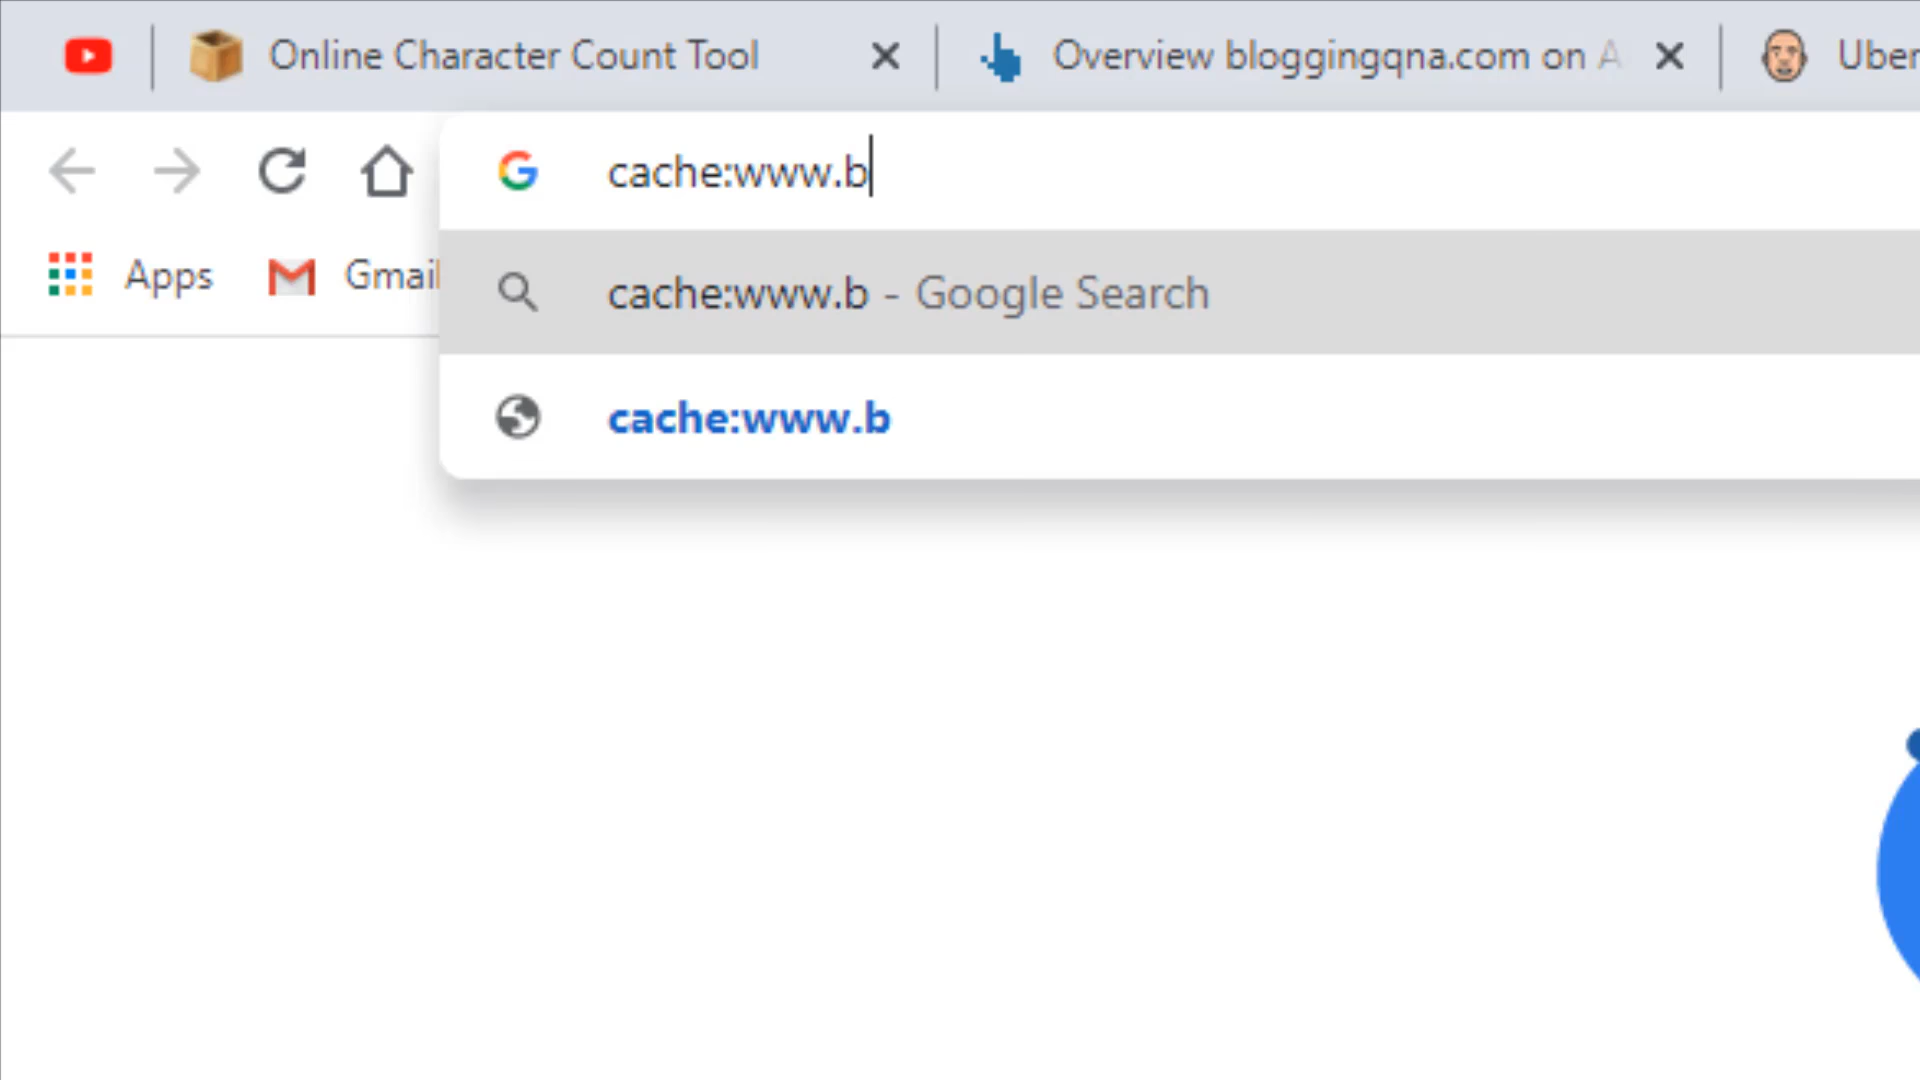 Online Character Count Tool
Overview bloggingqna.com on A
Uber
cache:www.b
Apps
Gmail
cache:www.b - Google Search
cache:www.b